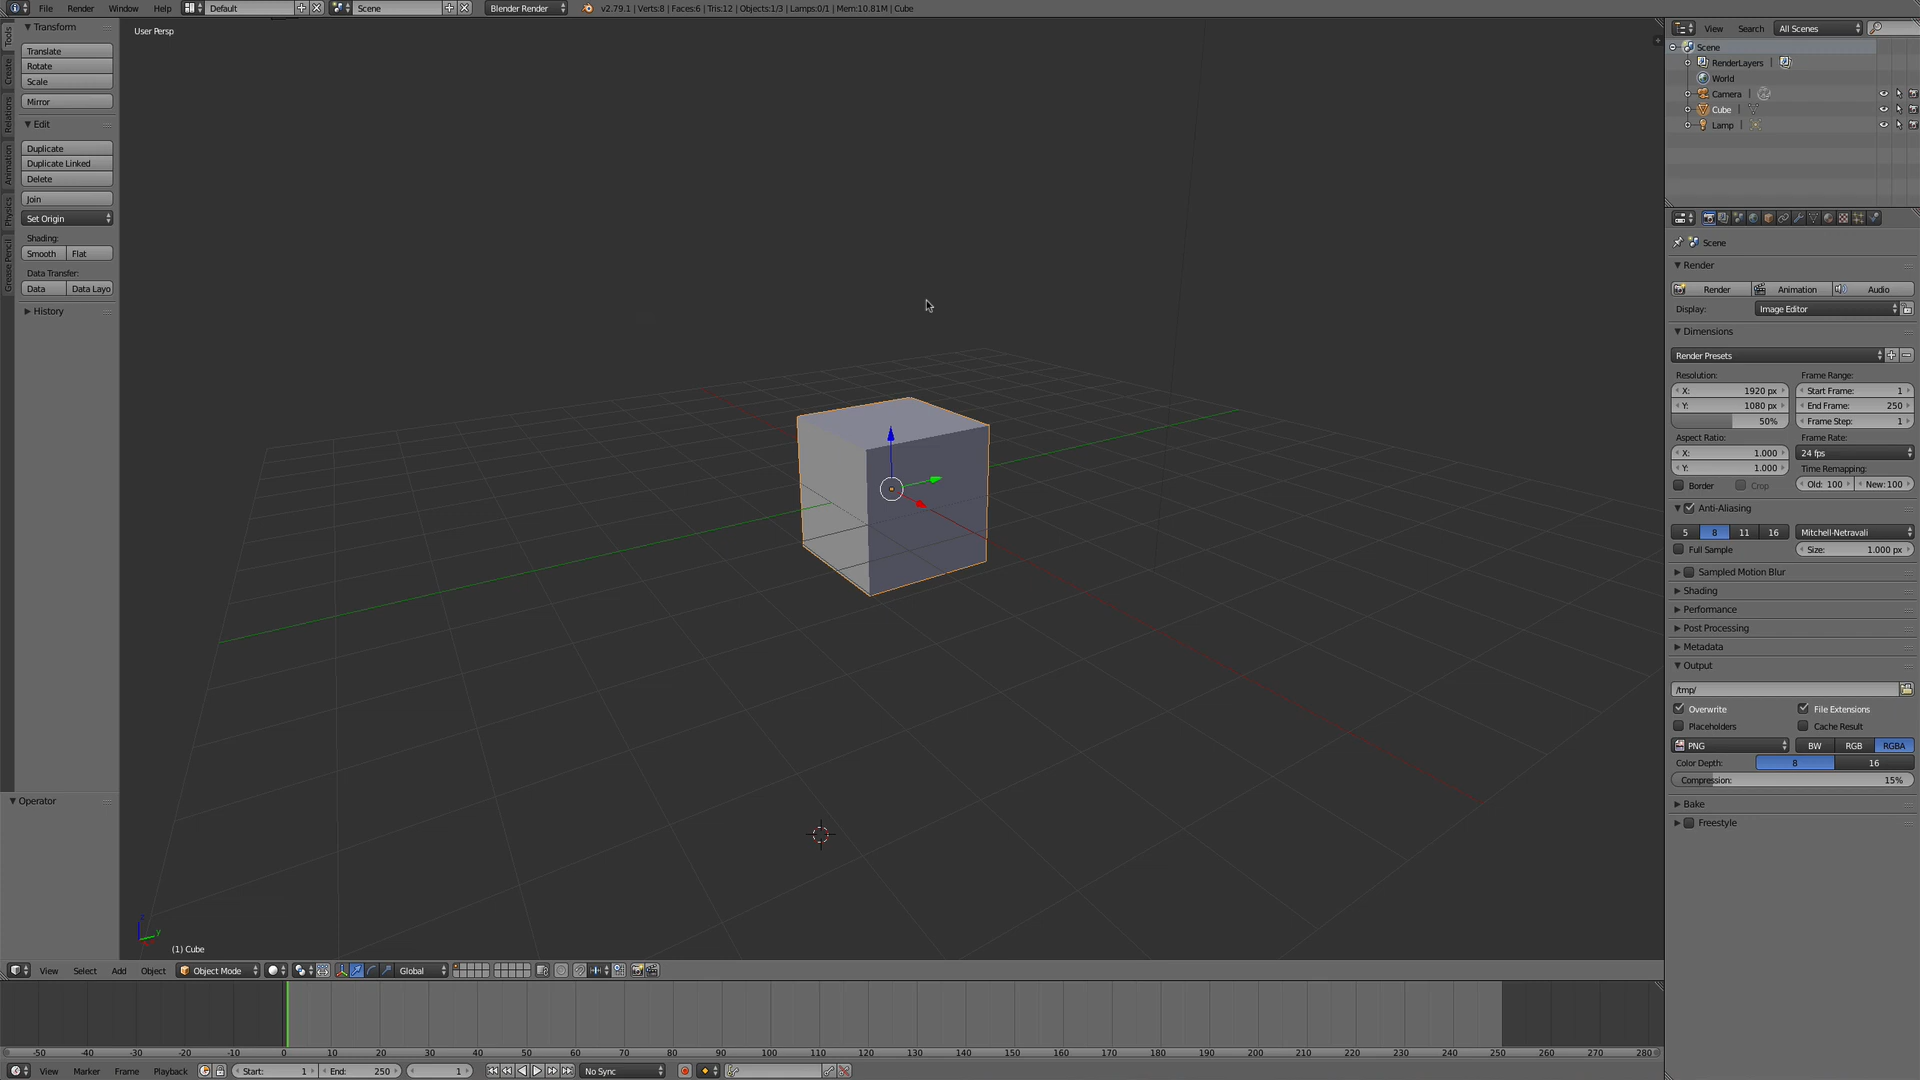 File Render Window Help Default Scene Blender Render v2.79.1 | Verts:8 | Faces:6 | Tris:12 | Objects:1/3 | Lamps:0/1 | Mem:10.81M | Cube
Tools
Create
Relations
Animation
Physics
Grease Pencil
Transform
Translate
Rotate
Scale
Mirror
Edit
Duplicate
Duplicate Linked
Delete
Join
Set Origin
Shading:
Smooth Flat
Data Transfer:
Data Data Layo
History
Operator
User Persp
z
y
(1) Cube
View Select Add Object Object Mode Global
-50 -40 -30 -20 -10 0 10 20 30 40 50 60 70 80 90 100 110 120 130 140 150 160 170 180 190 200 210 220 230 240 250 260 270 280
View Marker Frame Playback Start: 1 End: 250 1 No Sync
View Search All Scenes
Scene
RenderLayers |
World
Camera |
Cube |
Lamp |
Scene
Render
Render Animation Audio
Display: Image Editor
Dimensions
Render Presets
Resolution: Frame Range:
X: 1920 px Start Frame: 1
Y: 1080 px End Frame: 250
50% Frame Step: 1
Aspect Ratio: Frame Rate:
X: 1.000 24 fps
Y: 1.000 Time Remapping:
Border Crop Old: 100 New: 100
Anti-Aliasing
5 8 11 16 Mitchell-Netravali
Full Sample Size: 1.000 px
Sampled Motion Blur
Shading
Performance
Post Processing
Metadata
Output
/tmp/
Overwrite File Extensions
Placeholders Cache Result
PNG BW RGB RGBA
Color Depth: 8 16
Compression: 15%
Bake
Freestyle